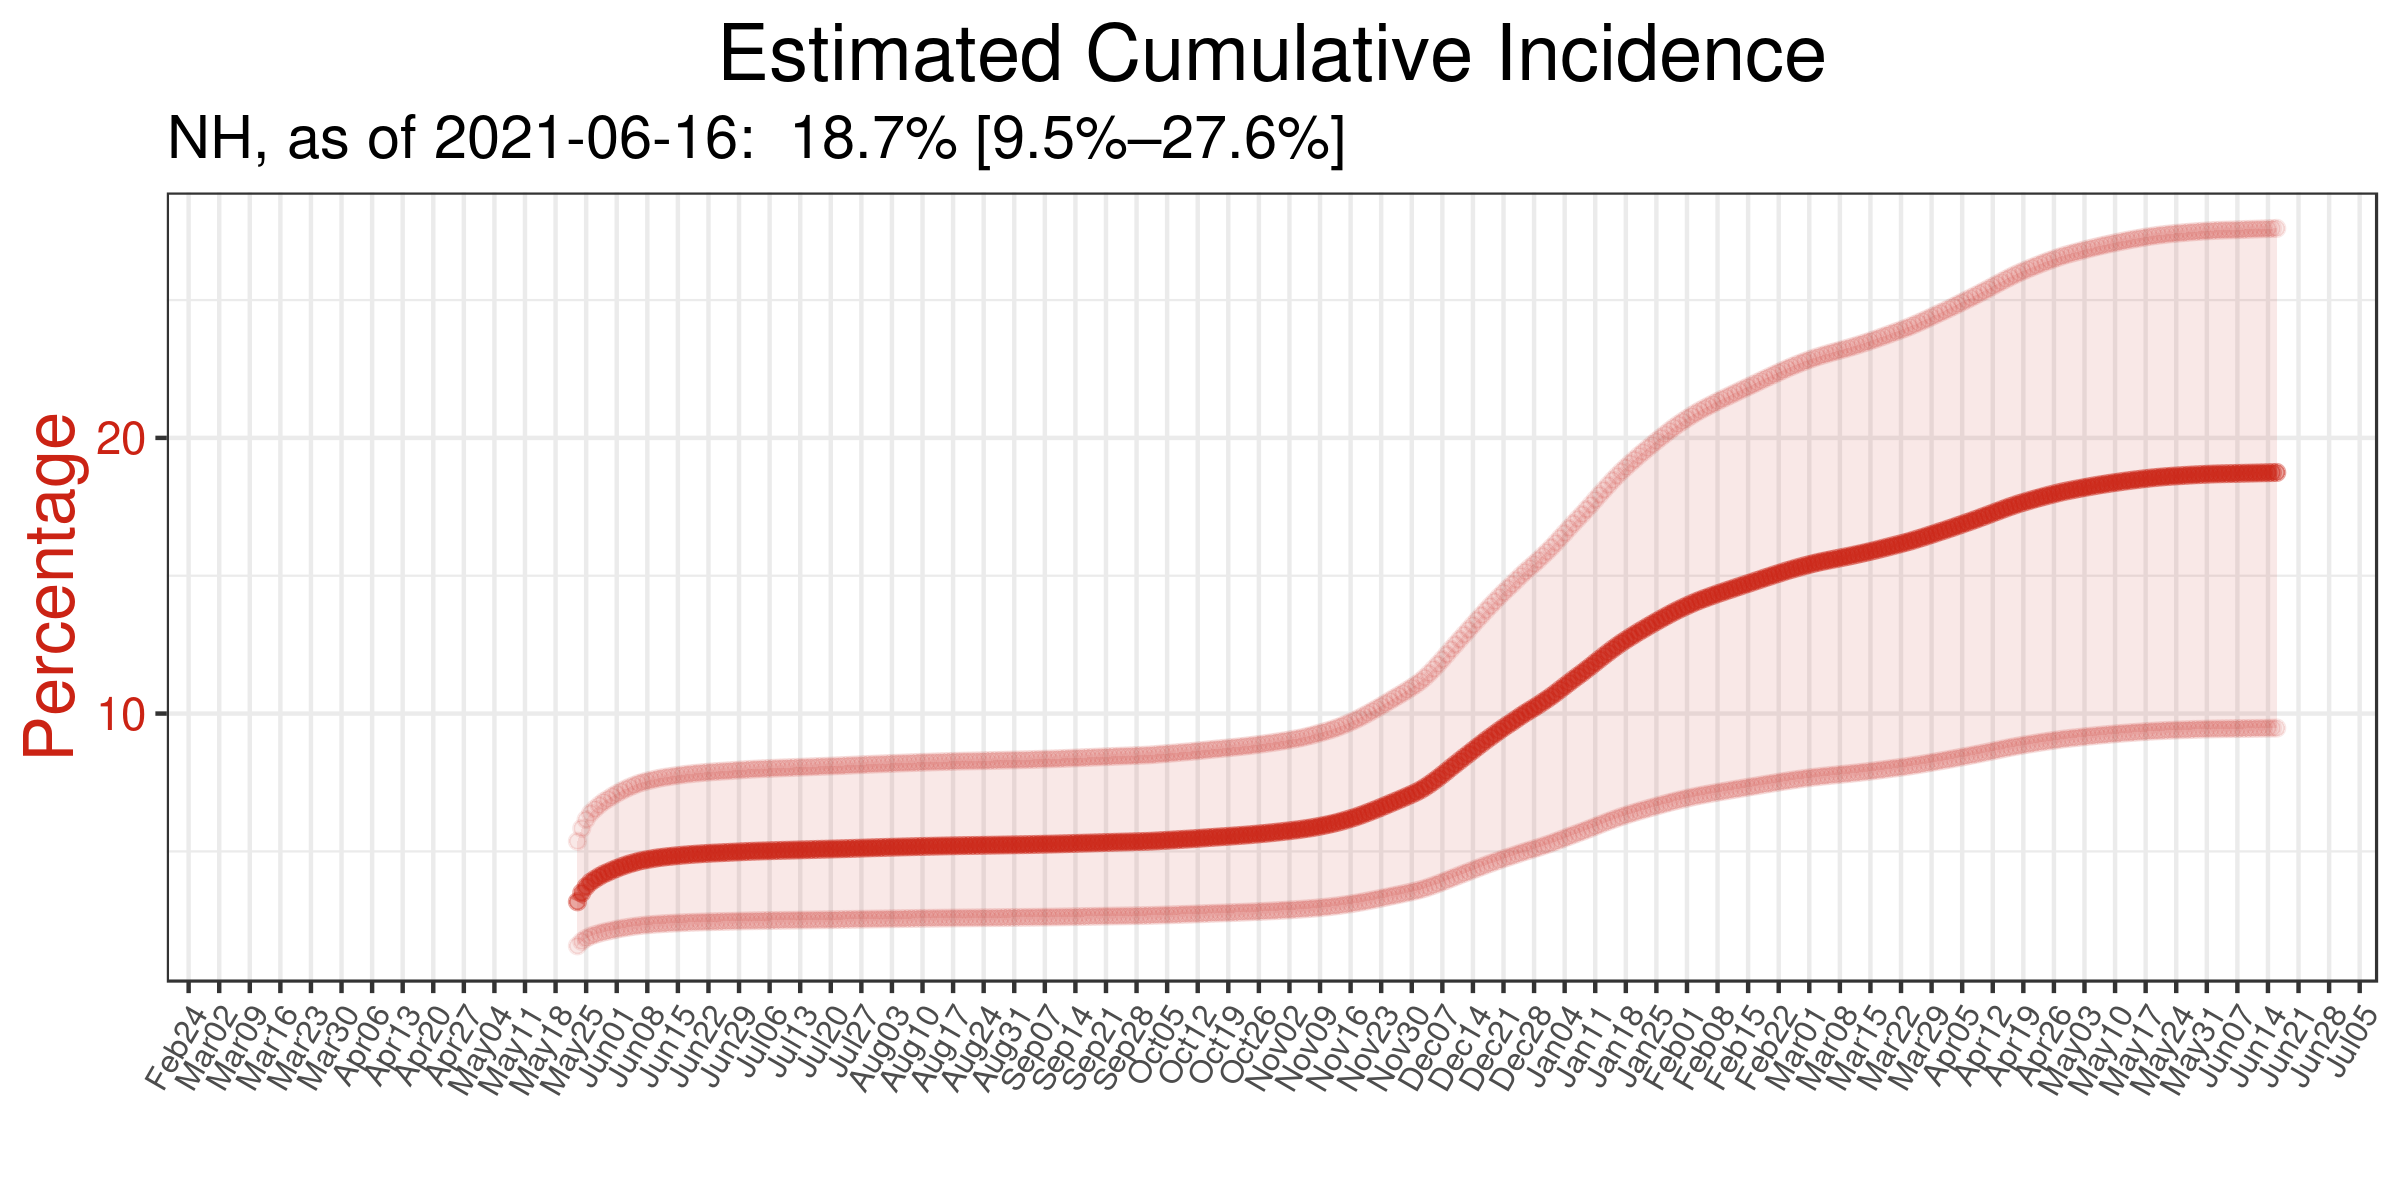 Estimated Cumulative Incidence
NH, as of 2021-06-16:  18.7% [9.5%–27.6%]
Percentage
20
10
Feb24
Mar02
Mar09
Mar16
Mar23
Mar30
Apr06
Apr13
Apr20
Apr27
May04
May11
May18
May25
Jun01
Jun08
Jun15
Jun22
Jun29
Jul06
Jul13
Jul20
Jul27
Aug03
Aug10
Aug17
Aug24
Aug31
Sep07
Sep14
Sep21
Sep28
Oct05
Oct12
Oct19
Oct26
Nov02
Nov09
Nov16
Nov23
Nov30
Dec07
Dec14
Dec21
Dec28
Jan04
Jan11
Jan18
Jan25
Feb01
Feb08
Feb15
Feb22
Mar01
Mar08
Mar15
Mar22
Mar29
Apr05
Apr12
Apr19
Apr26
May03
May10
May17
May24
May31
Jun07
Jun14
Jun21
Jun28
Jul05